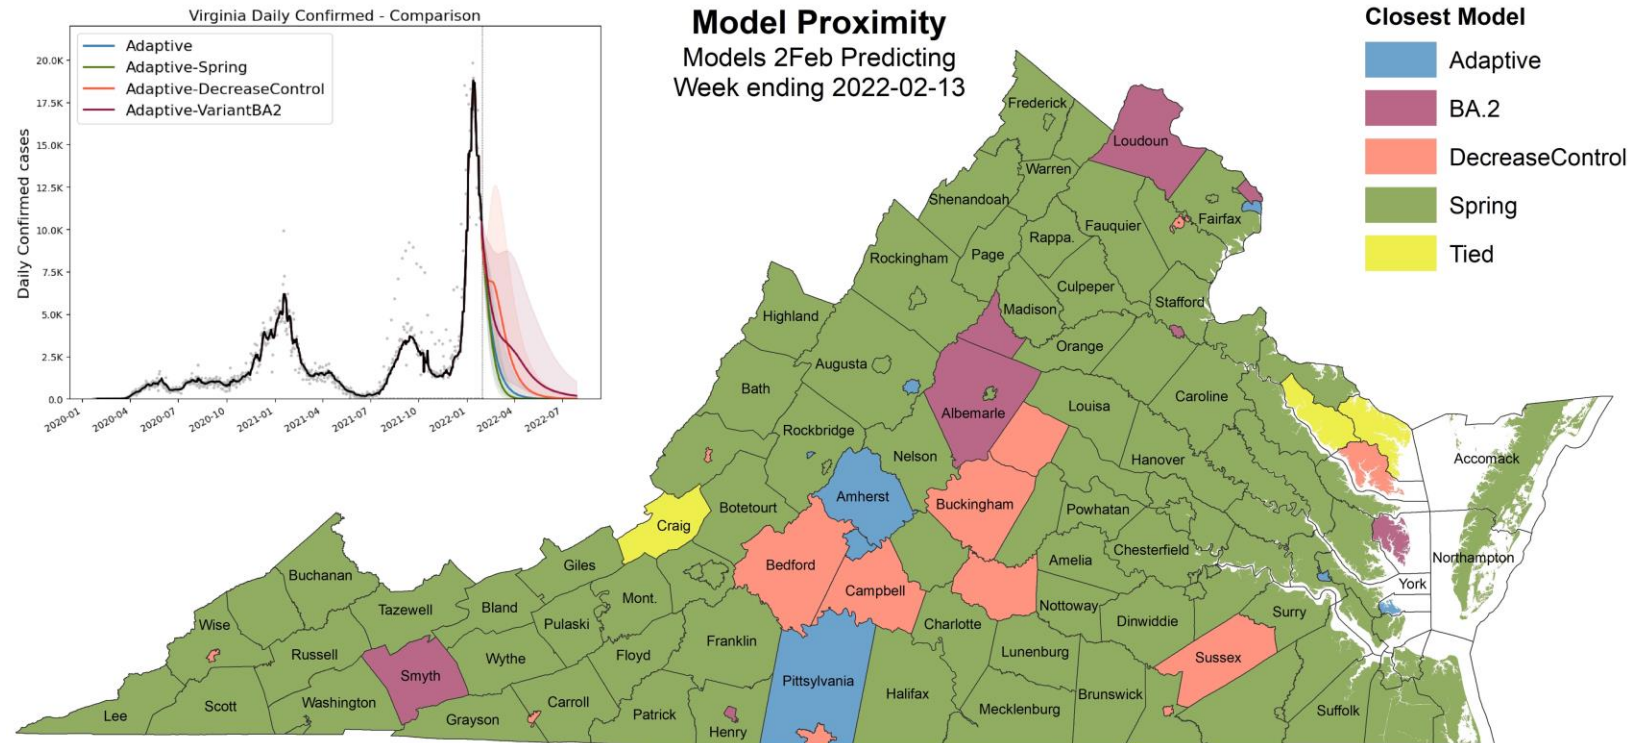 Virginia Daily Confirmed - Comparison
Adaptive
Adaptive-Spring
Adaptive-DecreaseControl
Adaptive-VariantBA2
Daily Confirmed cases
20.0K
17.5K
15.0K
12.5K
10.0K
7.5K
5.0K
2.5K
0.0
2020-01
2020-04
2020-07
2020-10
2021-01
2021-04
2021-07
2021-10
2022-01
2022-04
2022-07
Model Proximity
Models 2Feb Predicting
Week ending 2022-02-13
Closest Model
Adaptive
BA.2
DecreaseControl
Spring
Tied
Frederick
Loudoun
Warren
Shenandoah
Fairfax
Fauquier
Rappa.
Page
Rockingham
Culpeper
Stafford
Madison
Highland
Orange
Augusta
Bath
Caroline
Louisa
Albemarle
Rockbridge
Nelson
Hanover
Accomack
Amherst
Buckingham
Botetourt
Powhatan
Craig
Chesterfield
Northampton
Amelia
Giles
Bedford
Buchanan
York
Campbell
Mont.
Nottoway
Tazewell
Bland
Surry
Dinwiddie
Pulaski
Charlotte
Wise
Franklin
Lunenburg
Russell
Floyd
Wythe
Sussex
Smyth
Pittsylvania
Halifax
Brunswick
Washington
Carroll
Scott
Mecklenburg
Suffolk
Patrick
Lee
Grayson
Henry